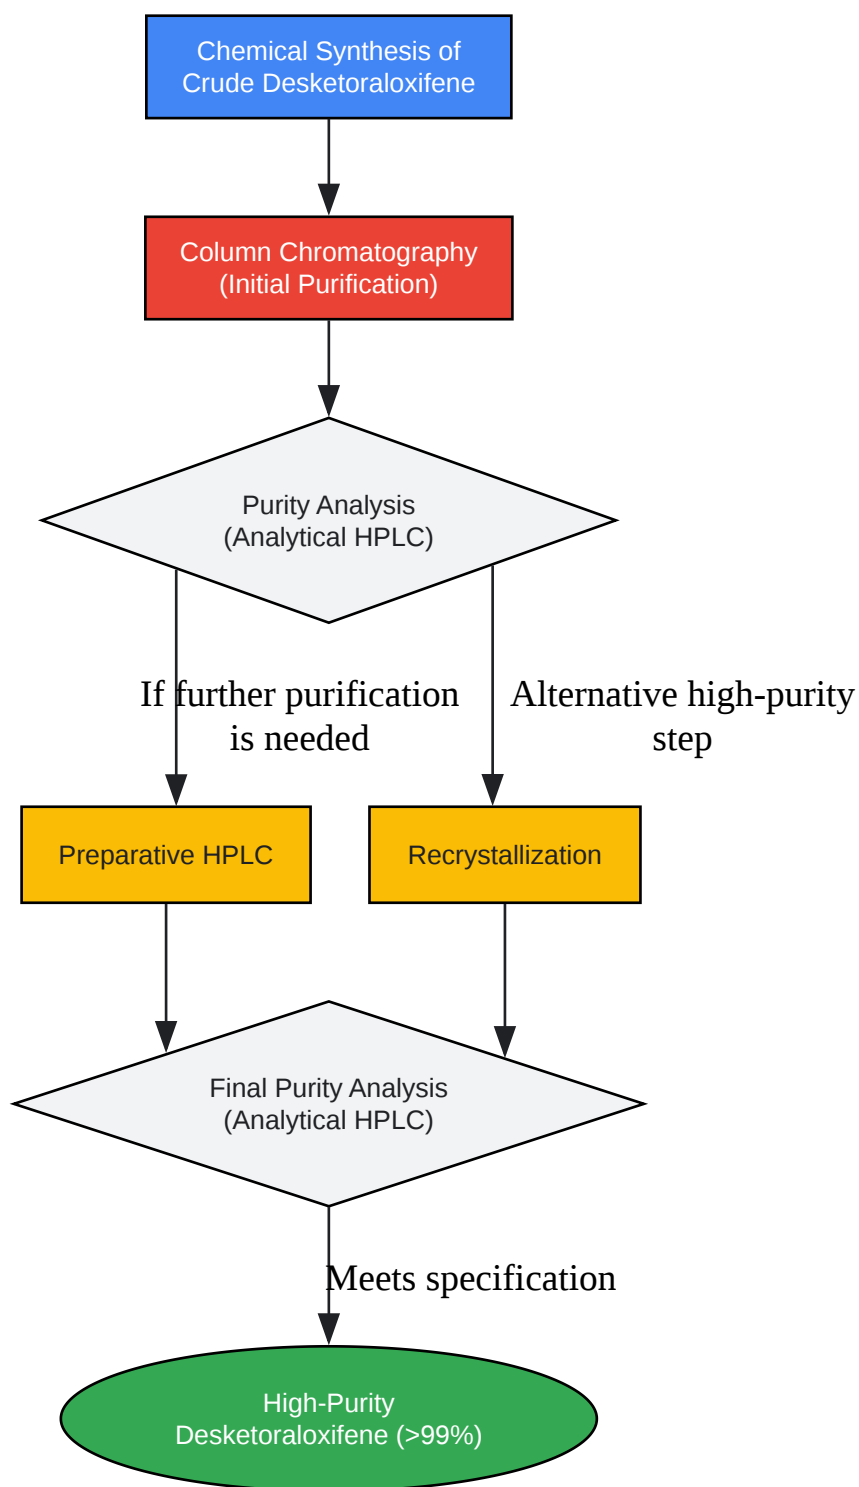 Chemical Synthesis of
Crude Desketoraloxifene
Column Chromatography
(Initial Purification)
Purity Analysis
(Analytical HPLC)
If further purification
is needed
Alternative high-purity
step
Preparative HPLC
Recrystallization
Final Purity Analysis
(Analytical HPLC)
Meets specification
High-Purity
Desketoraloxifene (>99%)